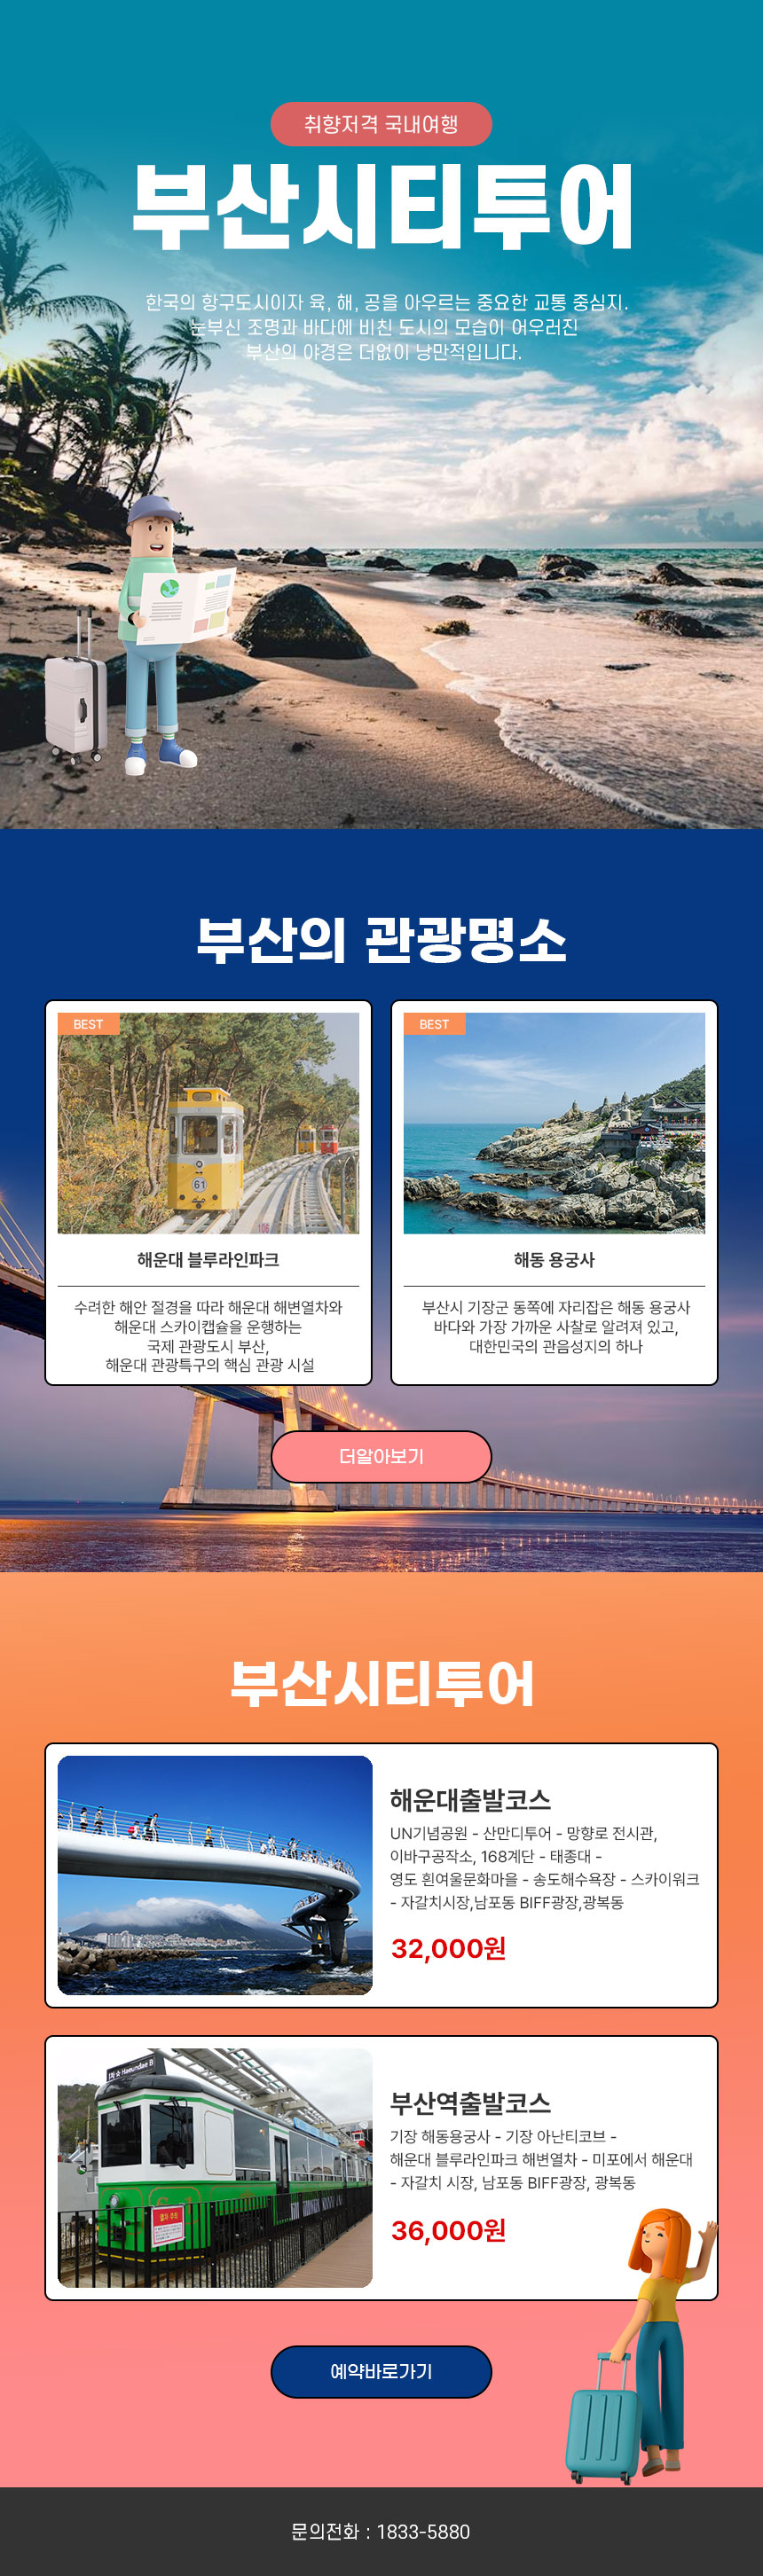 취향저격 국내여행
부산시티투어
한국의 항구도시이자 육, 해, 공을 아우르는 중요한 교통 중심지.
눈부신 조명과 바다에 비친 도시의 모습이 어우러진
부산의 야경은 더없이 낭만적입니다.
부산의 관광명소
BEST
61
106
해운대 블루라인파크
수려한 해안 절경을 따라 해운대 해변열차와
해운대 스카이캡슐을 운행하는
국제 관광도시 부산,
해운대 관광특구의 핵심 관광 시설
BEST
해동 용궁사
부산시 기장군 동쪽에 자리잡은 해동 용궁사
바다와 가장 가까운 사찰로 알려져 있고,
대한민국의 관음성지의 하나
더알아보기
부산시티투어
해운대출발코스
UN기념공원 - 산만디투어 - 망향로 전시관,
이바구공작소, 168계단 - 태종대 -
영도 흰여울문화마을 - 송도해수욕장 - 스카이워크
- 자갈치시장,남포동 BIFF광장,광복동
32,000원
Haeundae B
열차 주의
부산역출발코스
기장 해동용궁사 - 기장 아난티코브 -
해운대 블루라인파크 해변열차 - 미포에서 해운대
- 자갈치 시장, 남포동 BIFF광장, 광복동
36,000원
예약바로가기
문의전화 : 1833-5880